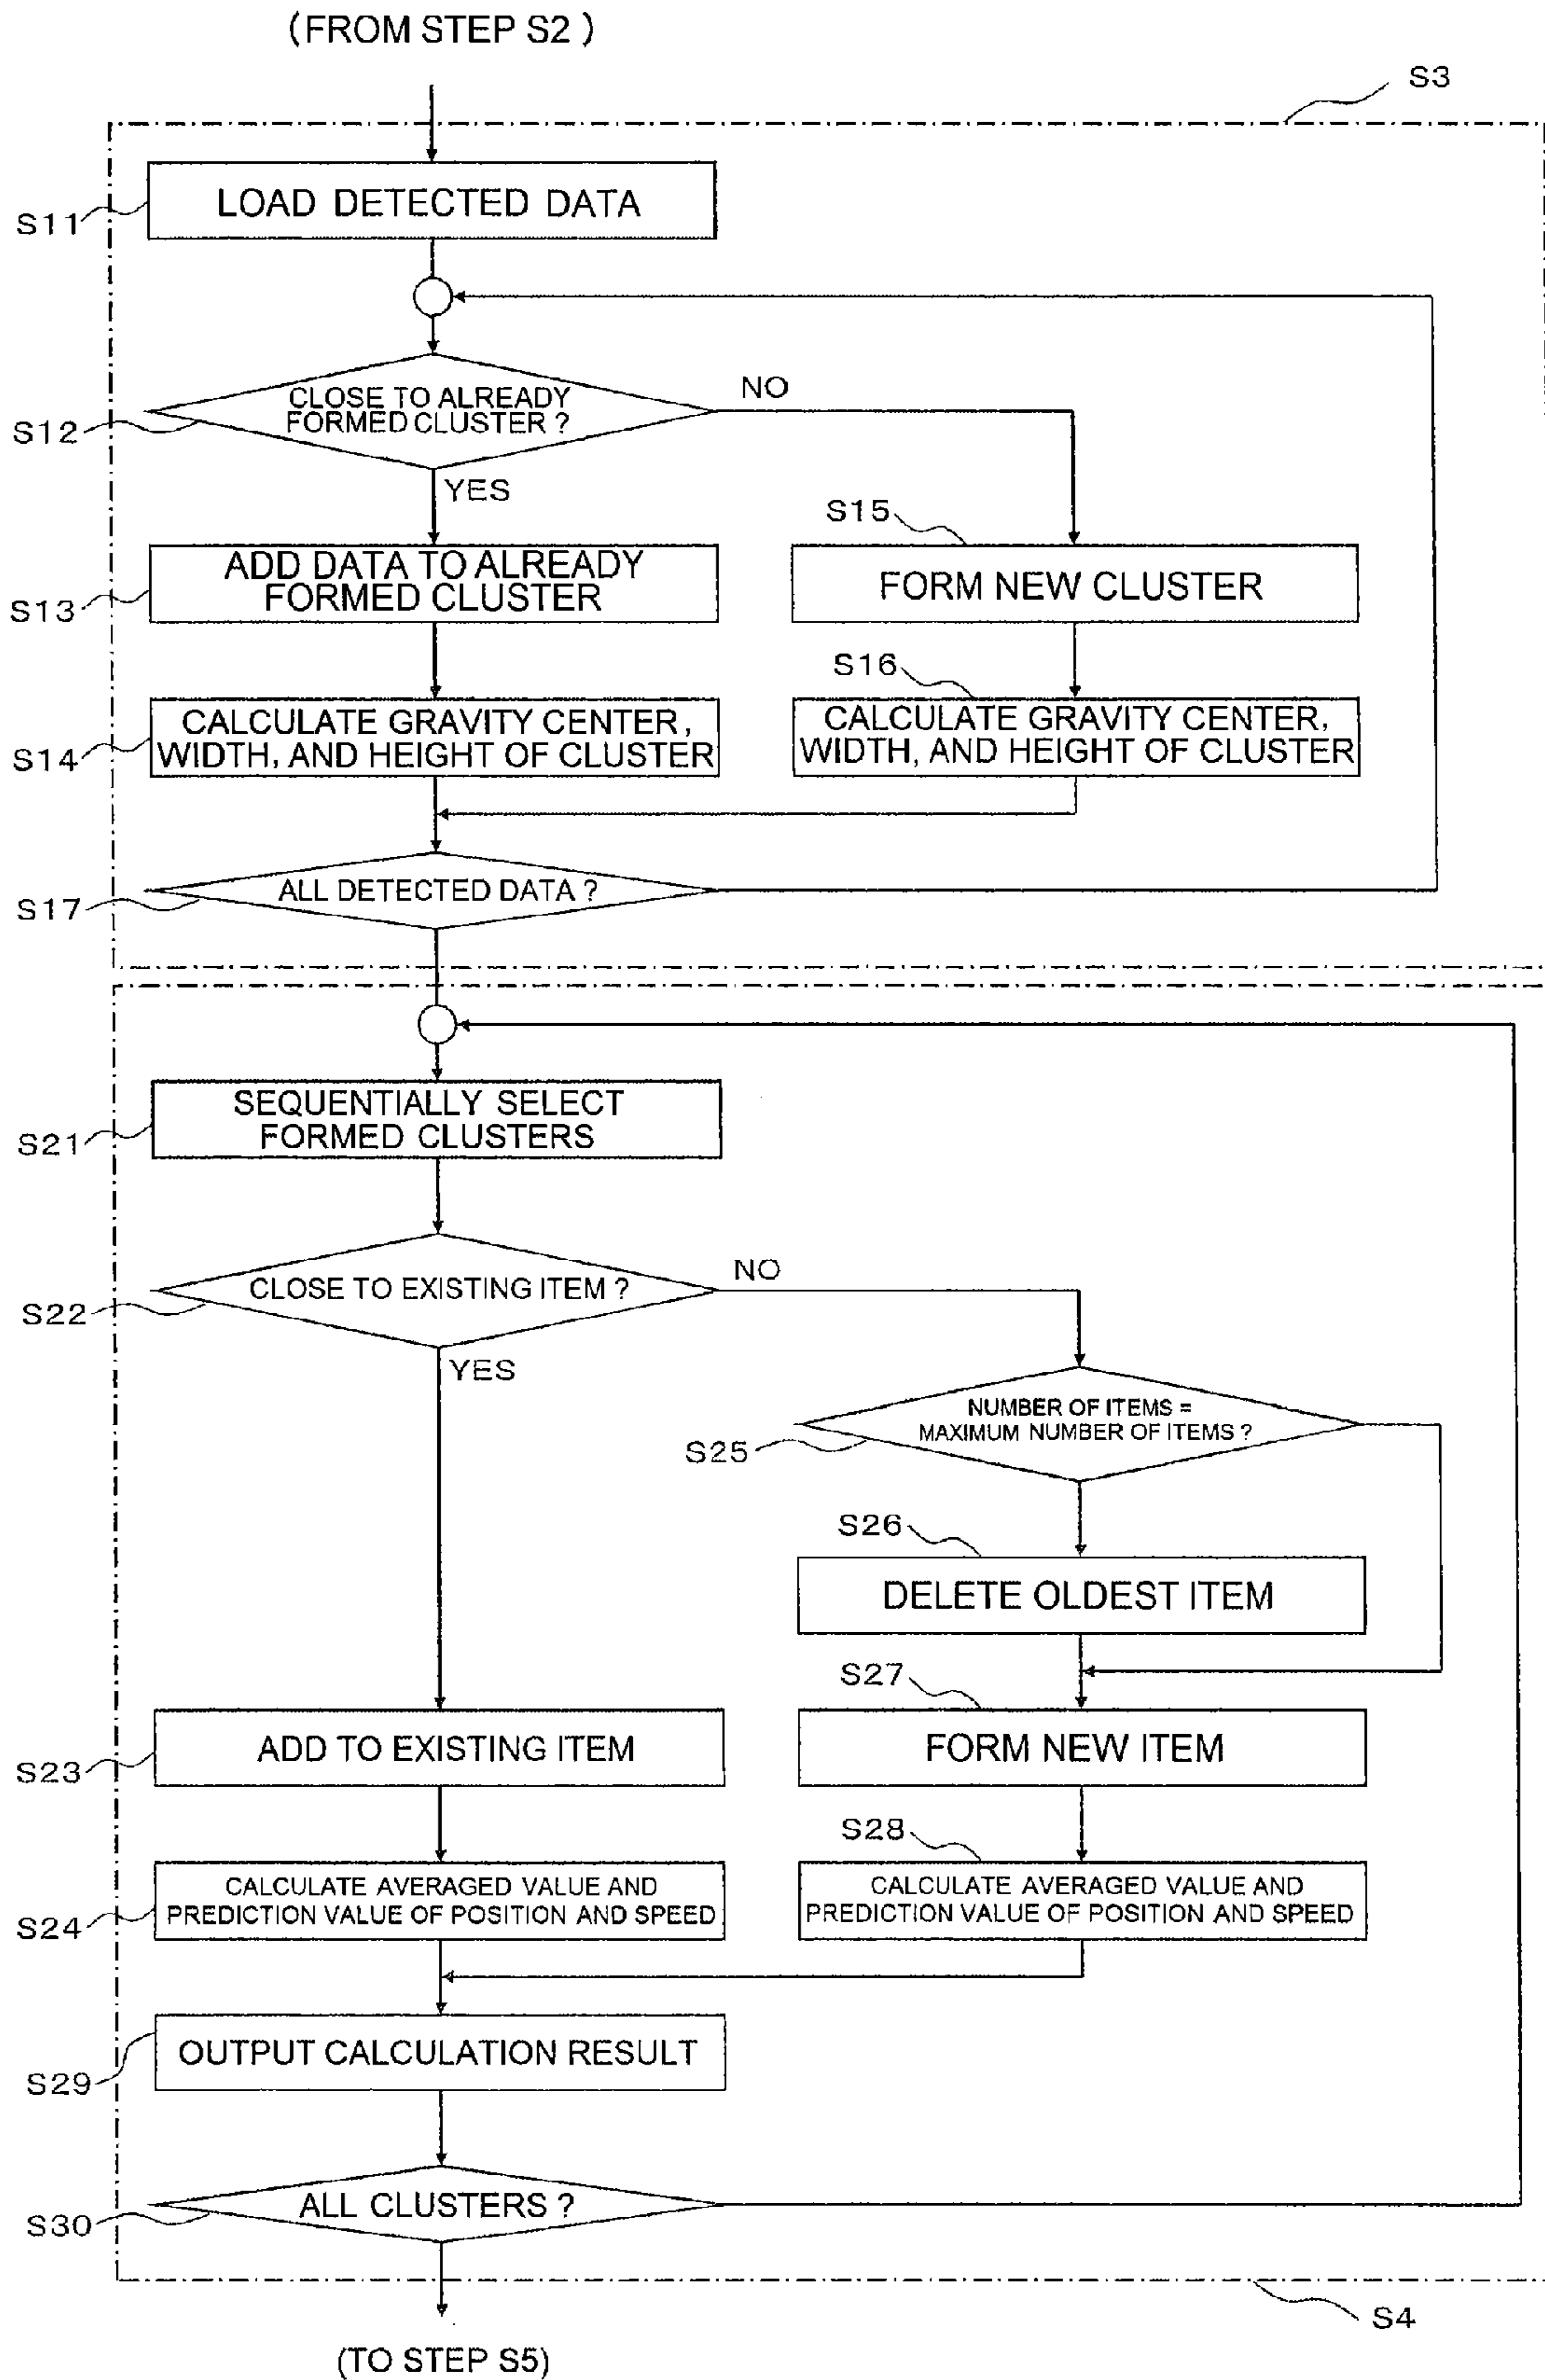 (FROM STEP S2 )
S3
LOAD DETECTED DATA
S11
CLOSE TO ALREADY
FORMED CLUSTER ?
NO
S12
YES
S15
ADD DATA TO ALREADY
FORMED CLUSTER
FORM NEW CLUSTER
S13
S16
CALCULATE GRAVITY CENTER,
WIDTH, AND HEIGHT OF CLUSTER
CALCULATE GRAVITY CENTER,
WIDTH, AND HEIGHT OF CLUSTER
S14
ALL DETECTED DATA ?
S17
SEQUENTIALLY SELECT
FORMED CLUSTERS
S21
CLOSE TO EXISTING ITEM ?
NO
S22
YES
NUMBER OF ITEMS =
MAXIMUM NUMBER OF ITEMS ?
S25
S26
DELETE OLDEST ITEM
S27
ADD TO EXISTING ITEM
FORM NEW ITEM
S23
S28
CALCULATE AVERAGED VALUE AND
PREDICTION VALUE OF POSITION AND SPEED
CALCULATE AVERAGED VALUE AND
PREDICTION VALUE OF POSITION AND SPEED
S24
OUTPUT CALCULATION RESULT
S29
ALL CLUSTERS ?
S30
S4
(TO STEP S5)